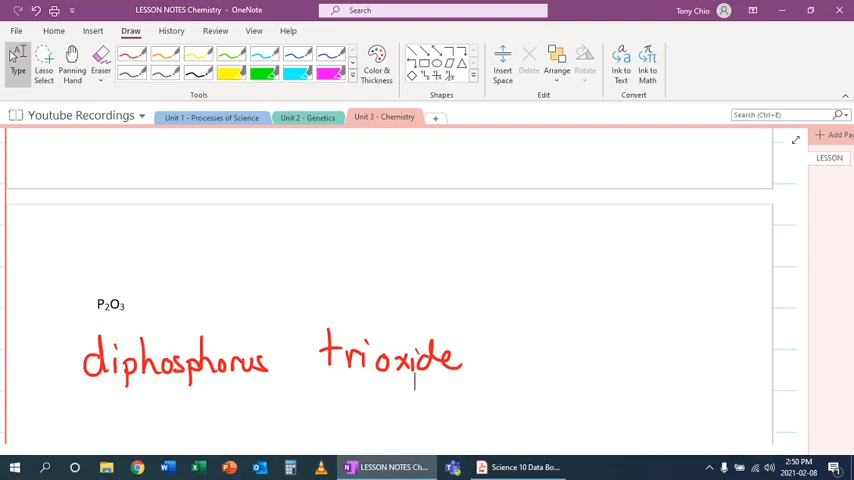 LESSON NOTES Chemistry - OneNote
Search
Tony Chio
File Home Insert Draw History Review View Help
Type
Lasso Select
Panning Hand
Eraser
Color & Thickness
Insert Space
Delete
Arrange
Rotate
Ink to Text
Ink to Math
Tools
Shapes
Edit
Convert
Youtube Recordings
Unit 1 - Processes of Science
Unit 2 - Genetics
Unit 3 - Chemistry
+
Search (Ctrl+E)
+ Add Pag
LESSON
P₂O₃
diphosphorus trioxide
LESSON NOTES Ch...
Science 10 Data Bo...
2:50 PM
2021-02-08